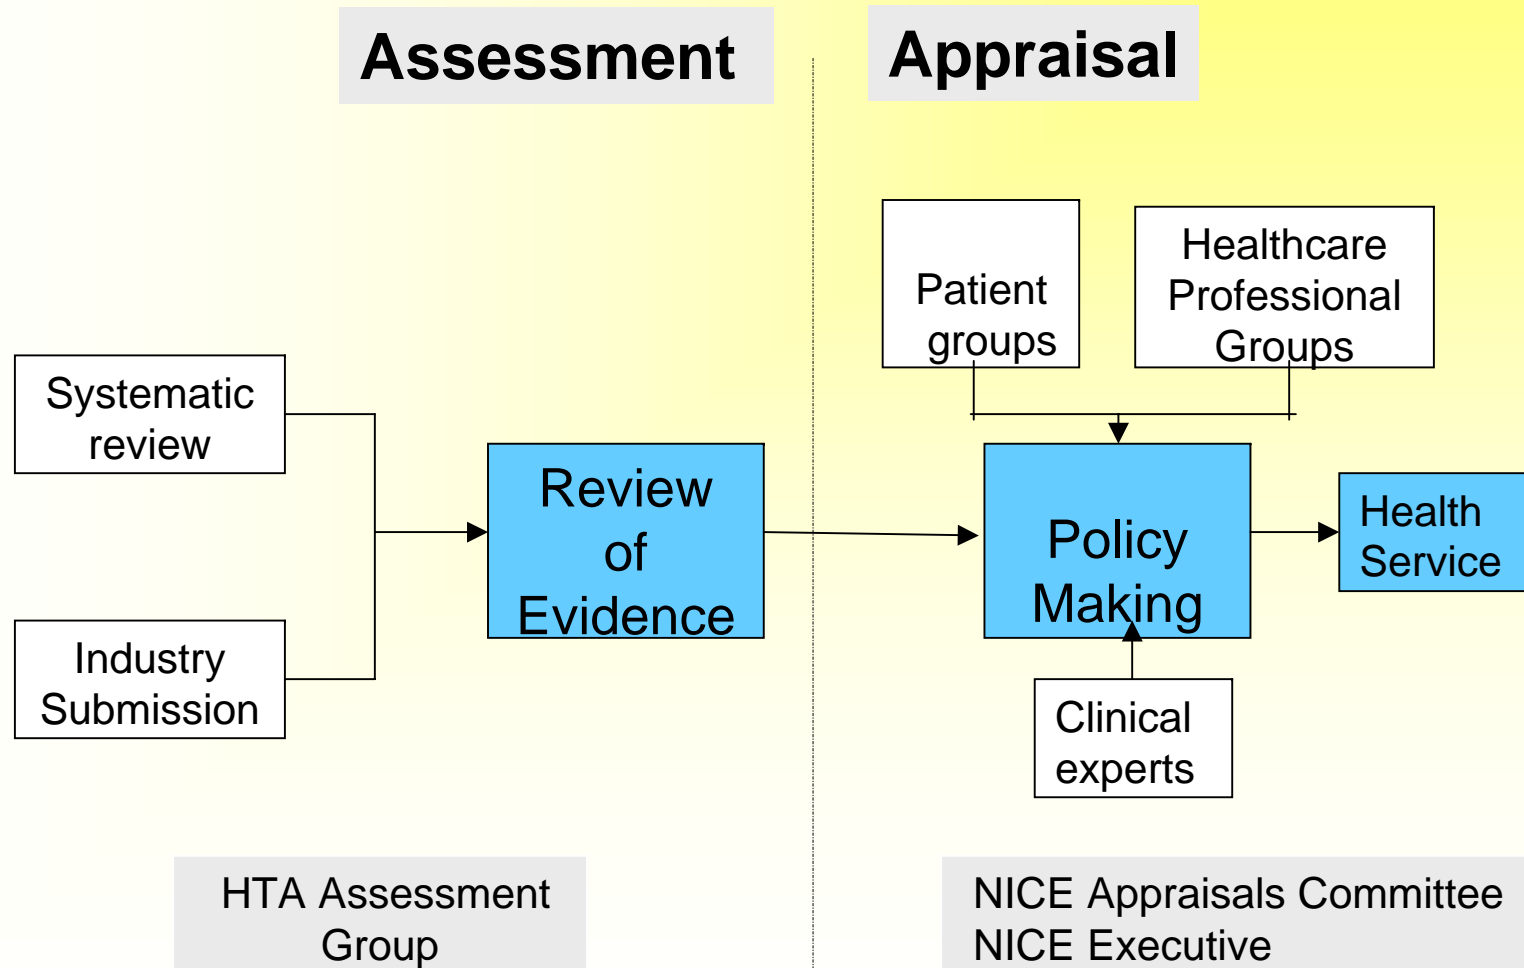 Assessment
Appraisal
Patient
groups
Healthcare
Professional
Groups
Systematic
review
Industry
Submission
Review
of
Evidence
Policy
Making
Health
Service
Clinical
experts
HTA Assessment
Group
NICE Appraisals Committee
NICE Executive